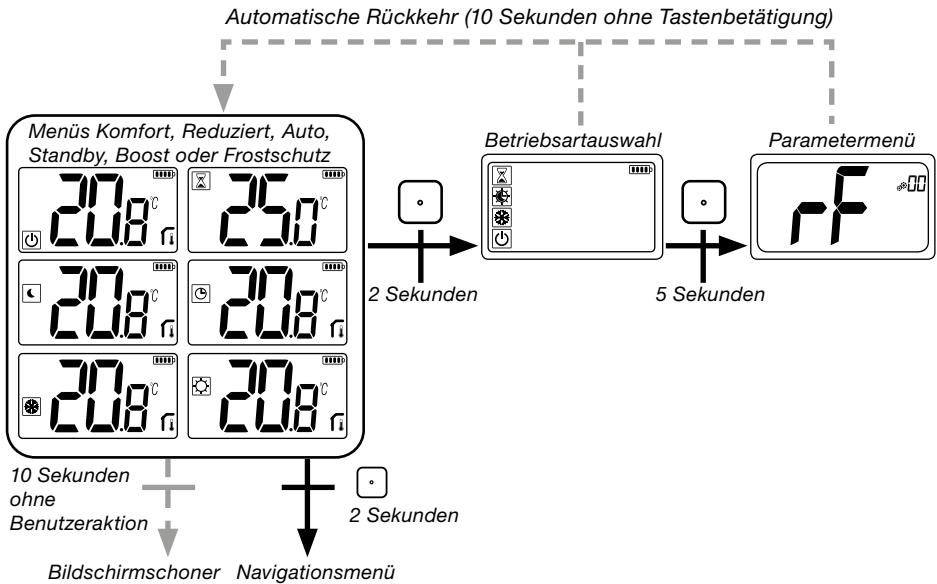 Automatische Rückkehr (10 Sekunden ohne Tastenbetätigung)
Menüs Komfort, Reduziert, Auto,
Standby, Boost oder Frostschutz
20.8 °C
25.0 °C
20.8 °C
20.8 °C
20.8 °C
20.8 °C
2 Sekunden
Betriebsartauswahl
5 Sekunden
Parametermenü
rF
00
10 Sekunden
ohne
Benutzeraktion
2 Sekunden
Bildschirmschoner
Navigationsmenü